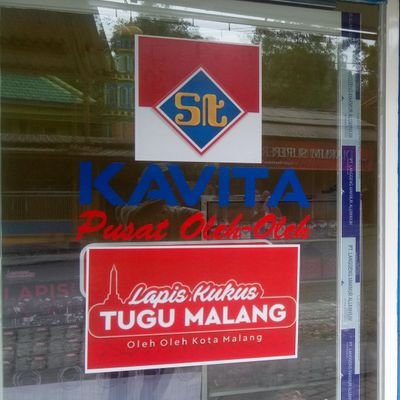 St
KAVITA
Pusat Oleh-Oleh
Lapis Kukus
TUGU MALANG
Oleh Oleh Kota Malang